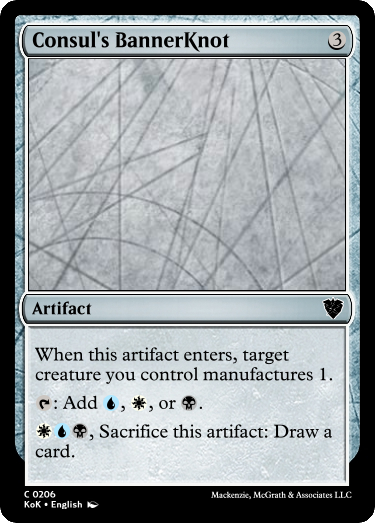 Consul's BannerKnot 3
Artifact
When this artifact enters, target
creature you control manufactures 1.
: Add , , or .
, Sacrifice this artifact: Draw a
card.
C 0206
KoK • English
Mackenzie, McGrath & Associates LLC